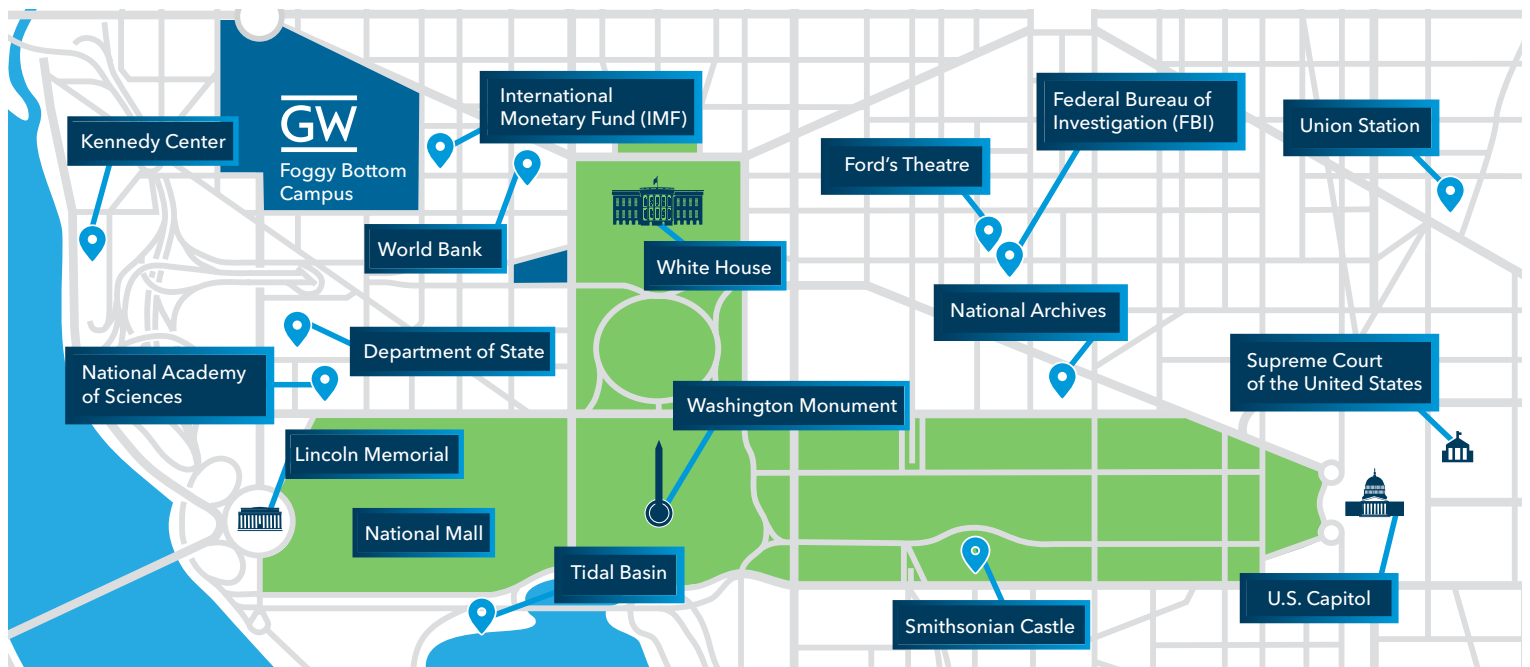 GW
Foggy Bottom
Campus
Kennedy Center
International
Monetary Fund (IMF)
World Bank
White House
Ford's Theatre
Federal Bureau of
Investigation (FBI)
Union Station
National Archives
Department of State
National Academy
of Sciences
Supreme Court
of the United States
Washington Monument
Lincoln Memorial
National Mall
Tidal Basin
Smithsonian Castle
U.S. Capitol